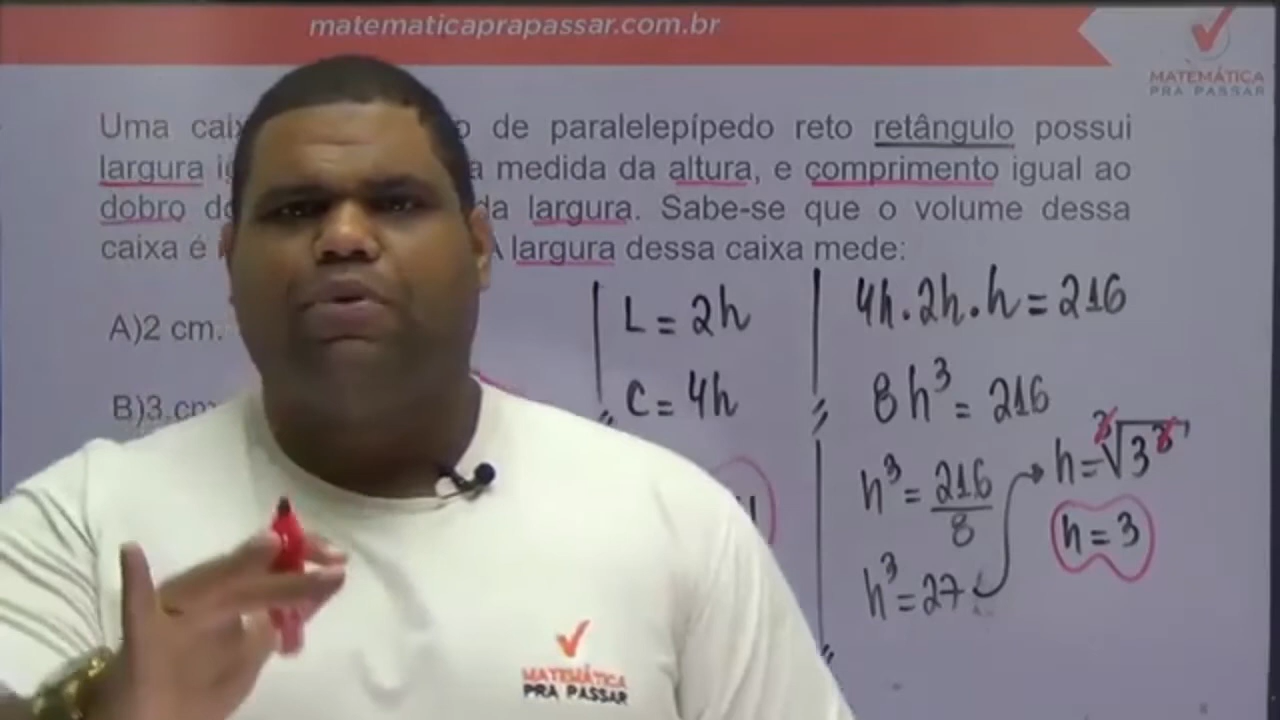 matematicaprapassar.com.br
MATEMÁTICA
PRA PASSAR
Uma de paralelepípedo reto retângulo possui
largura medida da altura, e comprimento igual ao
dobro da largura. Sabe-se que o volume dessa
caixa é largura dessa caixa mede:
A)2 cm.
B)3
L = 2h
C = 4h
4h.2h.h = 216
8h³ = 216
h³ = 216/8
h³ = 27
h = ∛3³
h = 3
MATEMÁTICA
PRA PASSAR